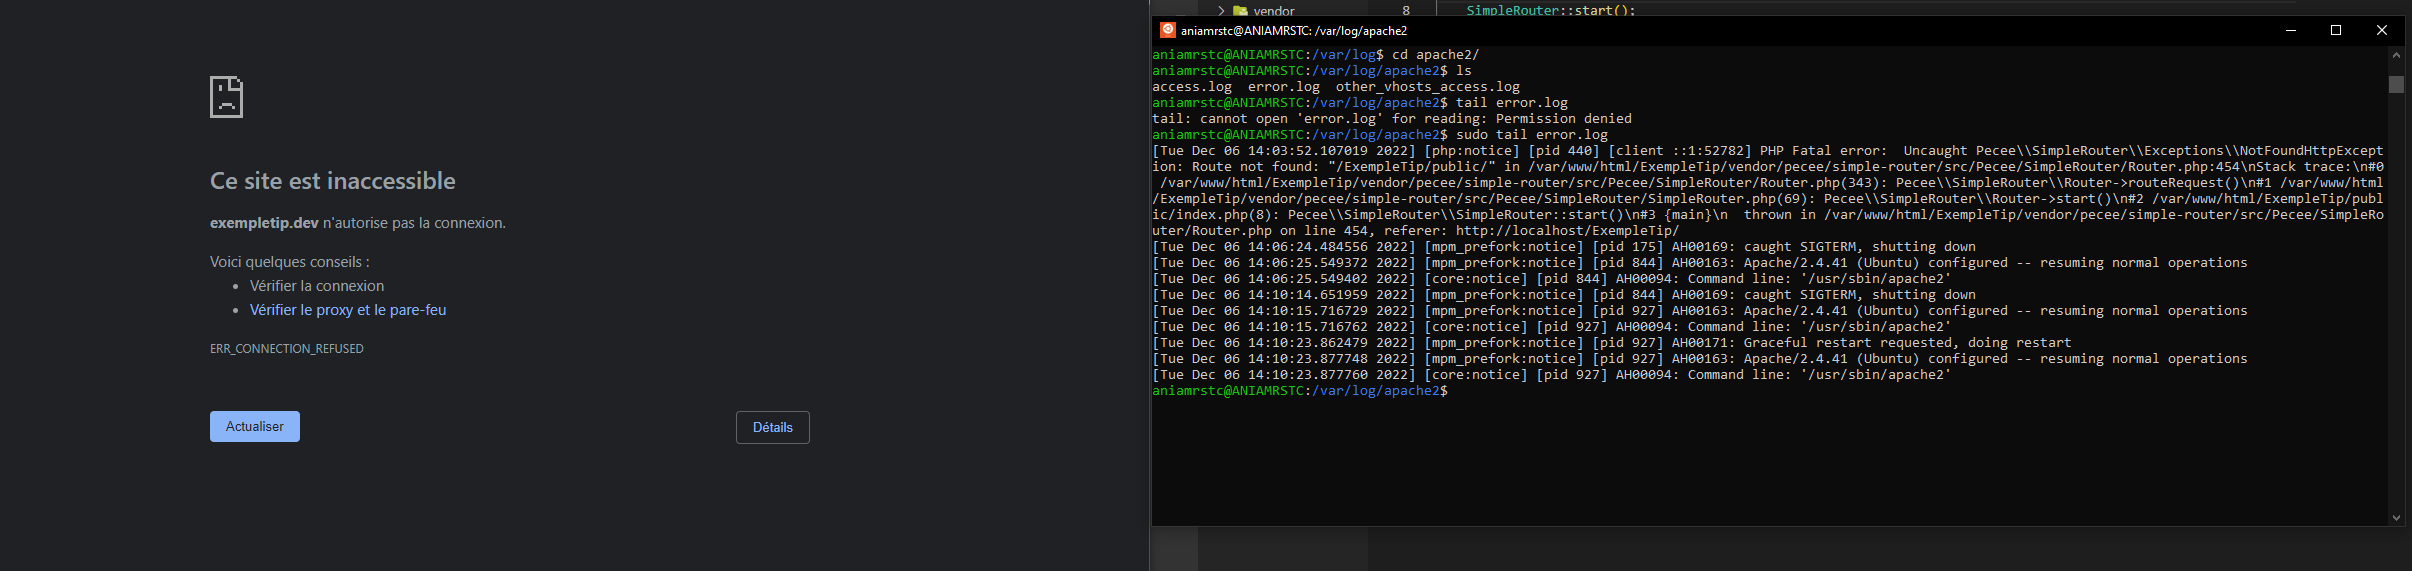 Ce site est inaccessible
exempletip.dev n'autorise pas la connexion.
Voici quelques conseils :
Vérifier la connexion
Vérifier le proxy et le pare-feu
ERR_CONNECTION_REFUSED
Actualiser
Détails
vendor
8
SimpleRouter::start();
aniamrstc@ANIAMRSTC: /var/log/apache2
aniamrstc@ANIAMRSTC:/var/log$ cd apache2/
aniamrstc@ANIAMRSTC:/var/log/apache2$ ls
access.log  error.log  other_vhosts_access.log
aniamrstc@ANIAMRSTC:/var/log/apache2$ tail error.log
tail: cannot open 'error.log' for reading: Permission denied
aniamrstc@ANIAMRSTC:/var/log/apache2$ sudo tail error.log
[Tue Dec 06 14:03:52.107019 2022] [php:notice] [pid 440] [client ::1:52782] PHP Fatal error:  Uncaught Pecee\\SimpleRouter\\Exceptions\\NotFoundHttpExcept
ion: Route not found: "/ExempleTip/public/" in /var/www/html/ExempleTip/vendor/pecee/simple-router/src/Pecee/SimpleRouter/Router.php:454\nStack trace:\n#0
 /var/www/html/ExempleTip/vendor/pecee/simple-router/src/Pecee/SimpleRouter/Router.php(343): Pecee\\SimpleRouter\\Router->routeRequest()\n#1 /var/www/html
/ExempleTip/vendor/pecee/simple-router/src/Pecee/SimpleRouter/SimpleRouter.php(69): Pecee\\SimpleRouter\\Router->start()\n#2 /var/www/html/ExempleTip/publ
ic/index.php(8): Pecee\\SimpleRouter\\SimpleRouter::start()\n#3 {main}\n  thrown in /var/www/html/ExempleTip/vendor/pecee/simple-router/src/Pecee/SimpleRo
uter/Router.php on line 454, referer: http://localhost/ExempleTip/
[Tue Dec 06 14:06:24.484556 2022] [mpm_prefork:notice] [pid 175] AH00169: caught SIGTERM, shutting down
[Tue Dec 06 14:06:25.549372 2022] [mpm_prefork:notice] [pid 844] AH00163: Apache/2.4.41 (Ubuntu) configured -- resuming normal operations
[Tue Dec 06 14:06:25.549402 2022] [core:notice] [pid 844] AH00094: Command line: '/usr/sbin/apache2'
[Tue Dec 06 14:10:14.651959 2022] [mpm_prefork:notice] [pid 844] AH00169: caught SIGTERM, shutting down
[Tue Dec 06 14:10:15.716729 2022] [mpm_prefork:notice] [pid 927] AH00163: Apache/2.4.41 (Ubuntu) configured -- resuming normal operations
[Tue Dec 06 14:10:15.716762 2022] [core:notice] [pid 927] AH00094: Command line: '/usr/sbin/apache2'
[Tue Dec 06 14:10:23.862479 2022] [mpm_prefork:notice] [pid 927] AH00171: Graceful restart requested, doing restart
[Tue Dec 06 14:10:23.877748 2022] [mpm_prefork:notice] [pid 927] AH00163: Apache/2.4.41 (Ubuntu) configured -- resuming normal operations
[Tue Dec 06 14:10:23.877760 2022] [core:notice] [pid 927] AH00094: Command line: '/usr/sbin/apache2'
aniamrstc@ANIAMRSTC:/var/log/apache2$